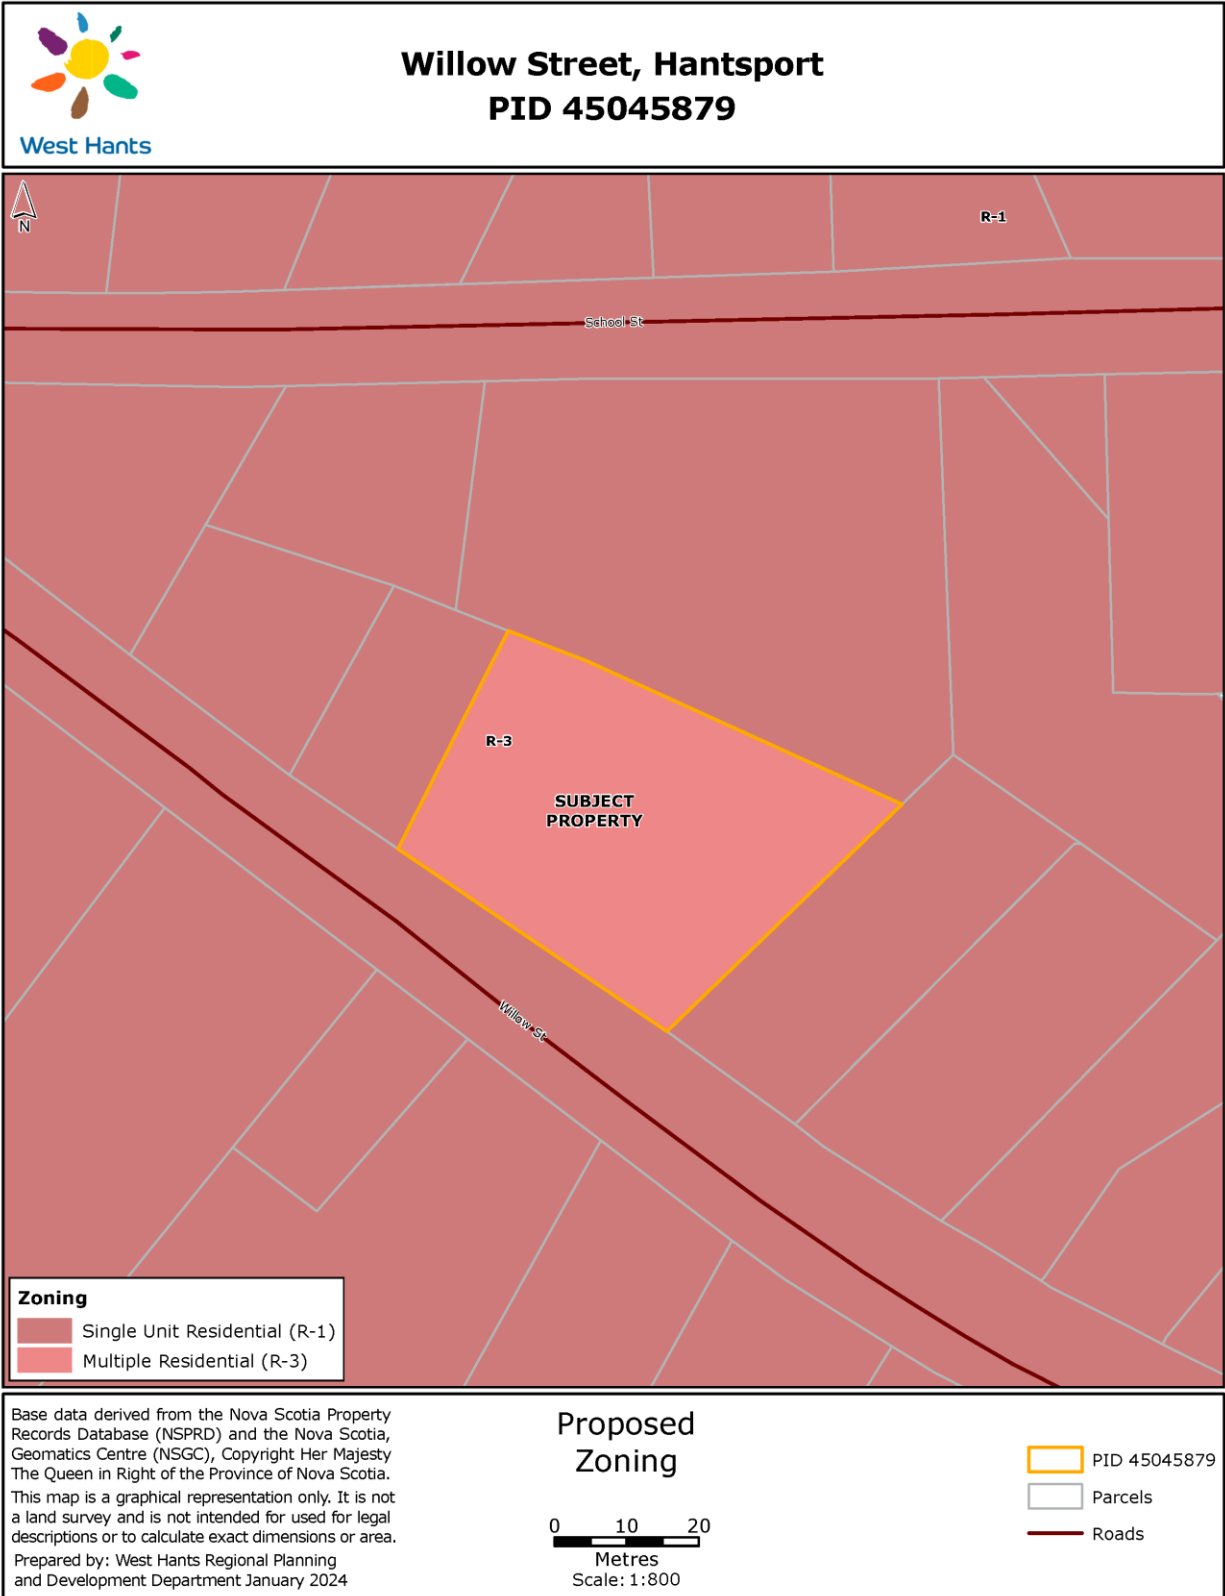 West Hants
Willow Street, Hantsport
PID 45045879
N
R-1
School St
R-3
SUBJECT
PROPERTY
Willow St
Zoning
Single Unit Residential (R-1)
Multiple Residential (R-3)
Base data derived from the Nova Scotia Property
Records Database (NSPRD) and the Nova Scotia,
Geomatics Centre (NSGC), Copyright Her Majesty
The Queen in Right of the Province of Nova Scotia.
This map is a graphical representation only. It is not
a land survey and is not intended for used for legal
descriptions or to calculate exact dimensions or area.
Prepared by: West Hants Regional Planning
and Development Department January 2024
Proposed
Zoning
0 10 20
Metres
Scale: 1:800
PID 45045879
Parcels
Roads